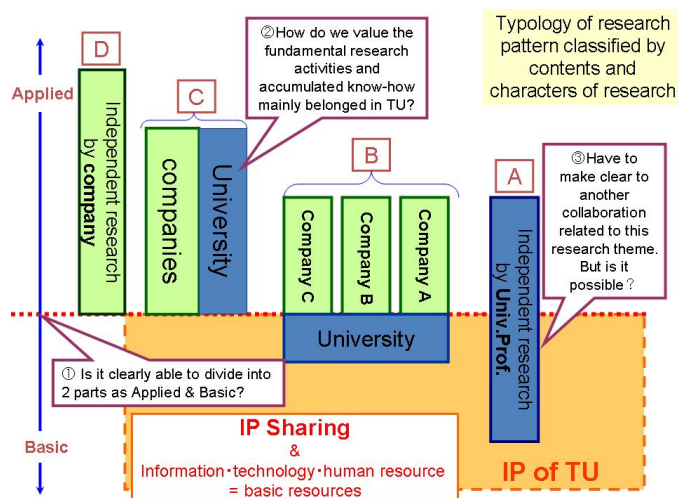 Typology of research
pattern classified by
contents and
characters of research
②How do we value the
fundamental research
activities and
accumulated know-how
mainly belonged in TU?
D
C
B
A
Applied
Independent research
by company
companies
University
Company C
Company B
Company A
University
Independent research
by Univ.Prof.
③Have to
make clear to
another
collaboration
related to this
research theme.
But is it
possible？
① Is it clearly able to divide into
2 parts as Applied & Basic?
Basic
IP Sharing
&
Information・technology・human resource
= basic resources
IP of TU